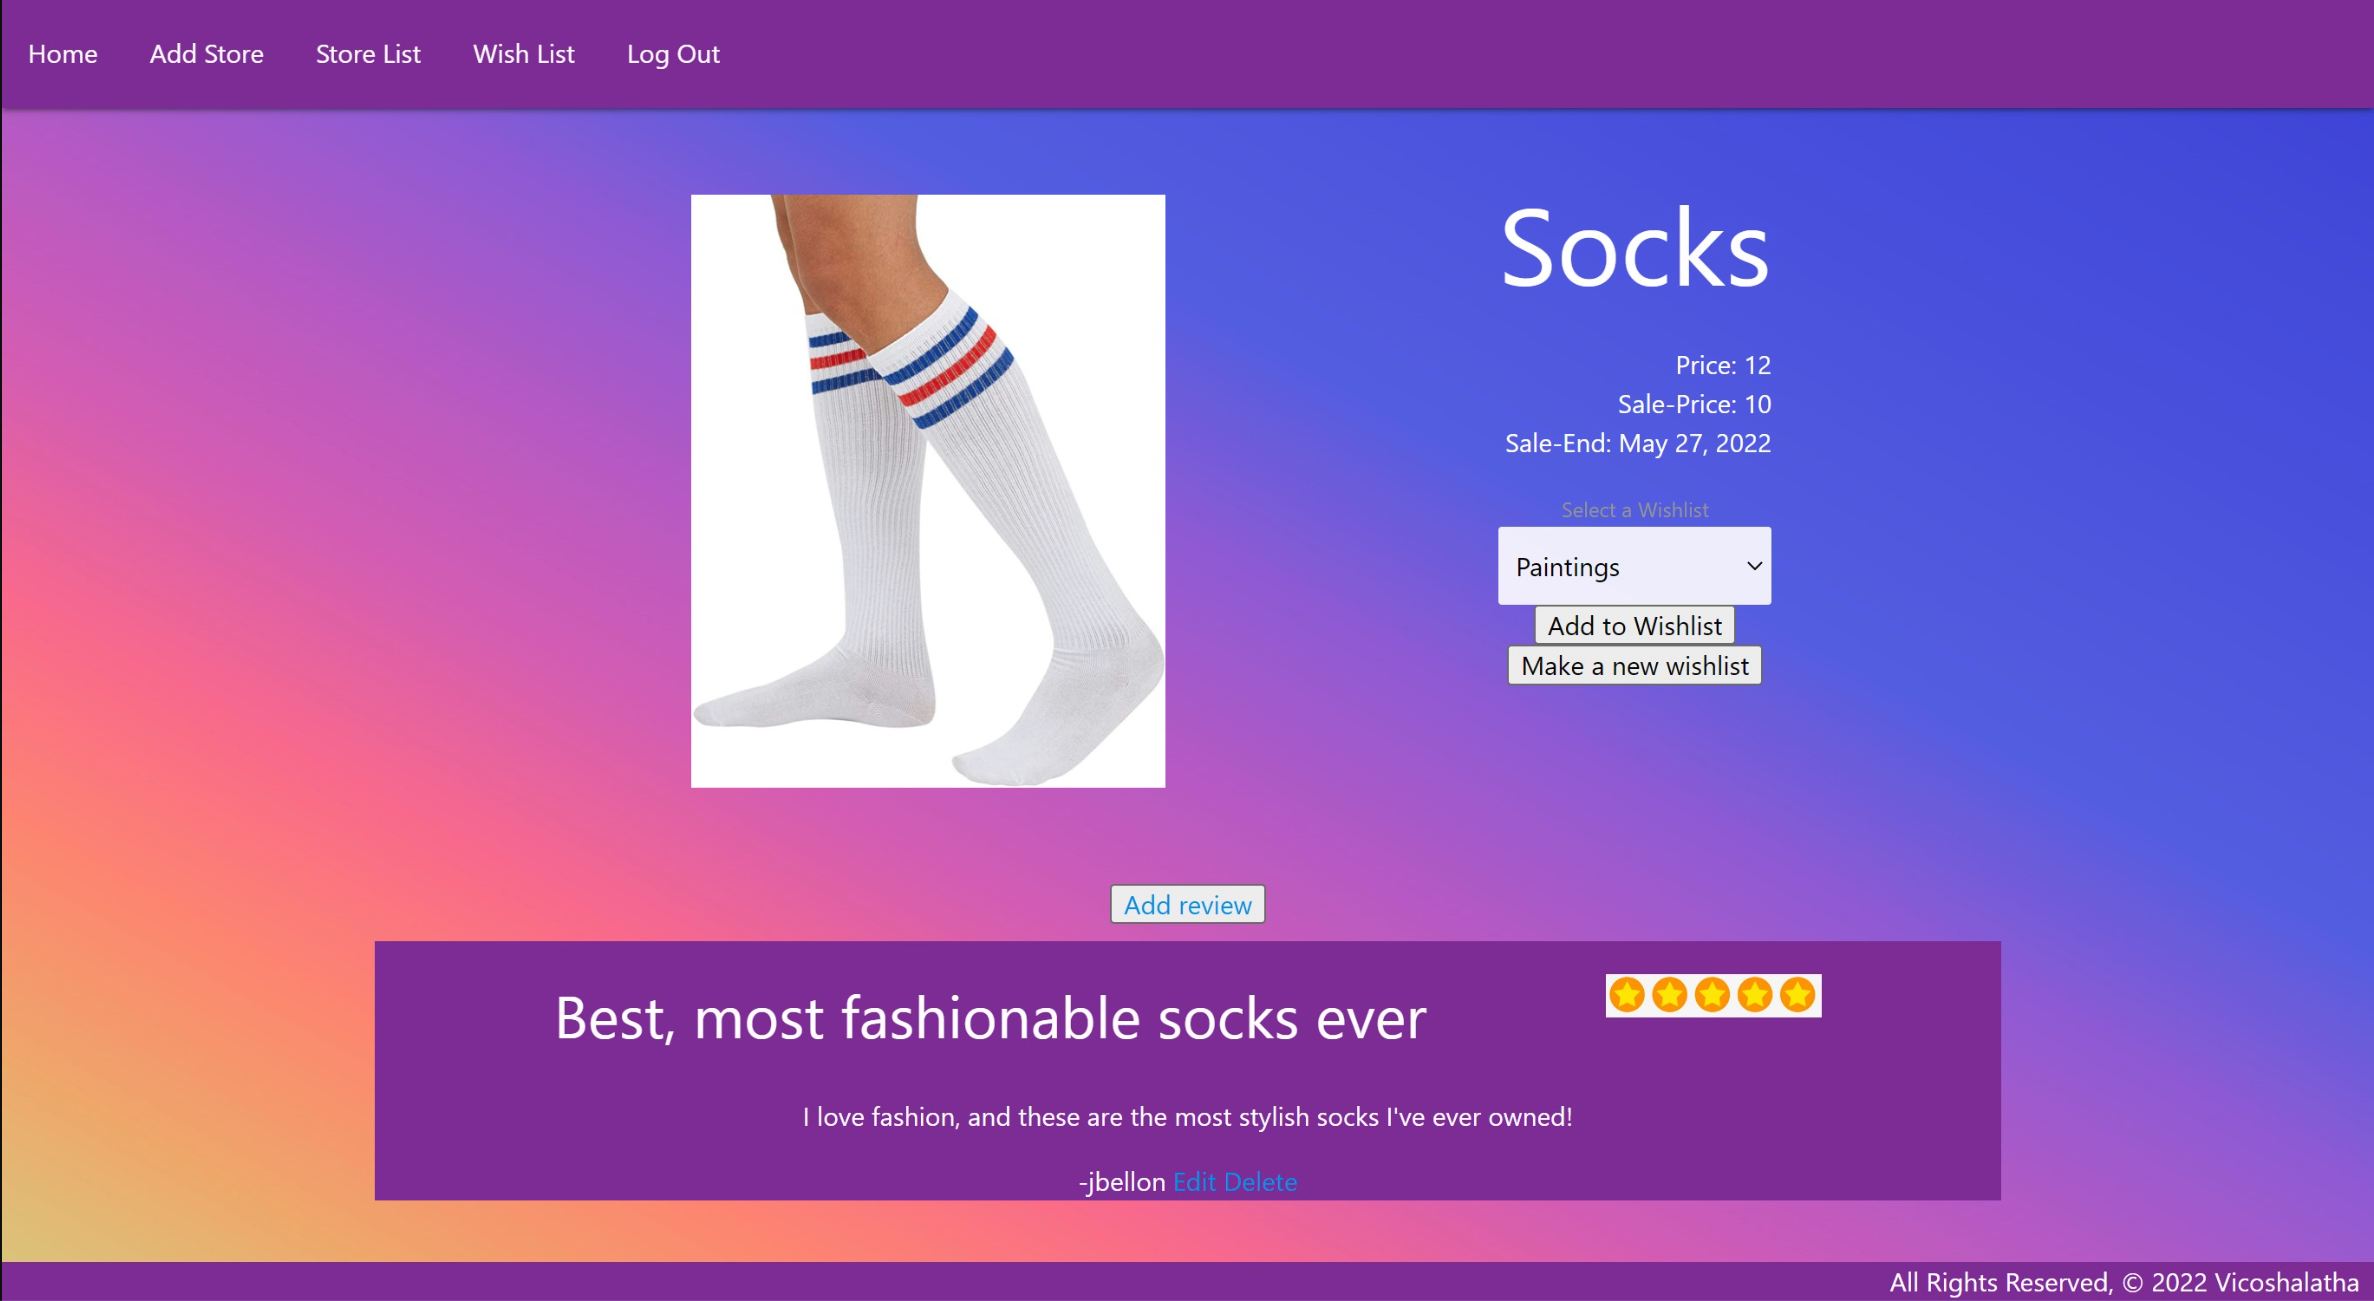 Home Add Store Store List Wish List Log Out
Socks
Price: 12
Sale-Price: 10
Sale-End: May 27, 2022
Select a Wishlist
Paintings
Add to Wishlist
Make a new wishlist
Add review
Best, most fashionable socks ever
I love fashion, and these are the most stylish socks I've ever owned!
-jbellon Edit Delete
All Rights Reserved, © 2022 Vicoshalatha